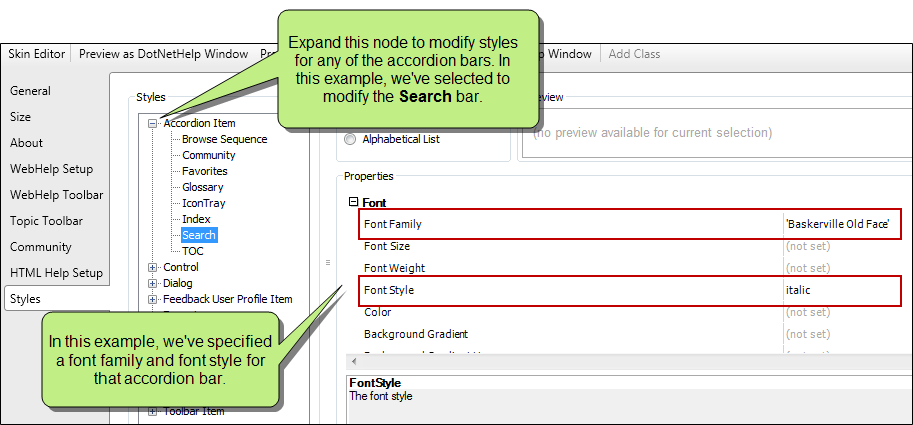 Expand this node to modify styles
for any of the accordion bars. In
this example, we've selected to
modify the Search bar.
Skin Editor
Preview as DotNetHelp Window
Window
Add Class
General
Size
About
WebHelp Setup
WebHelp Toolbar
Topic Toolbar
Community
HTML Help Setup
Styles
Styles
Accordion Item
Browse Sequence
Community
Favorites
Glossary
IconTray
Index
Search
TOC
Control
Dialog
Feedback User Profile Item
Toolbar Item
Alphabetical List
(no preview available for current selection)
Properties
Font
Font Family 'Baskerville Old Face'
Font Size (not set)
Font Weight (not set)
Font Style italic
Color (not set)
Background Gradient (not set)
FontStyle
The font style
In this example, we've specified
a font family and font style for
that accordion bar.